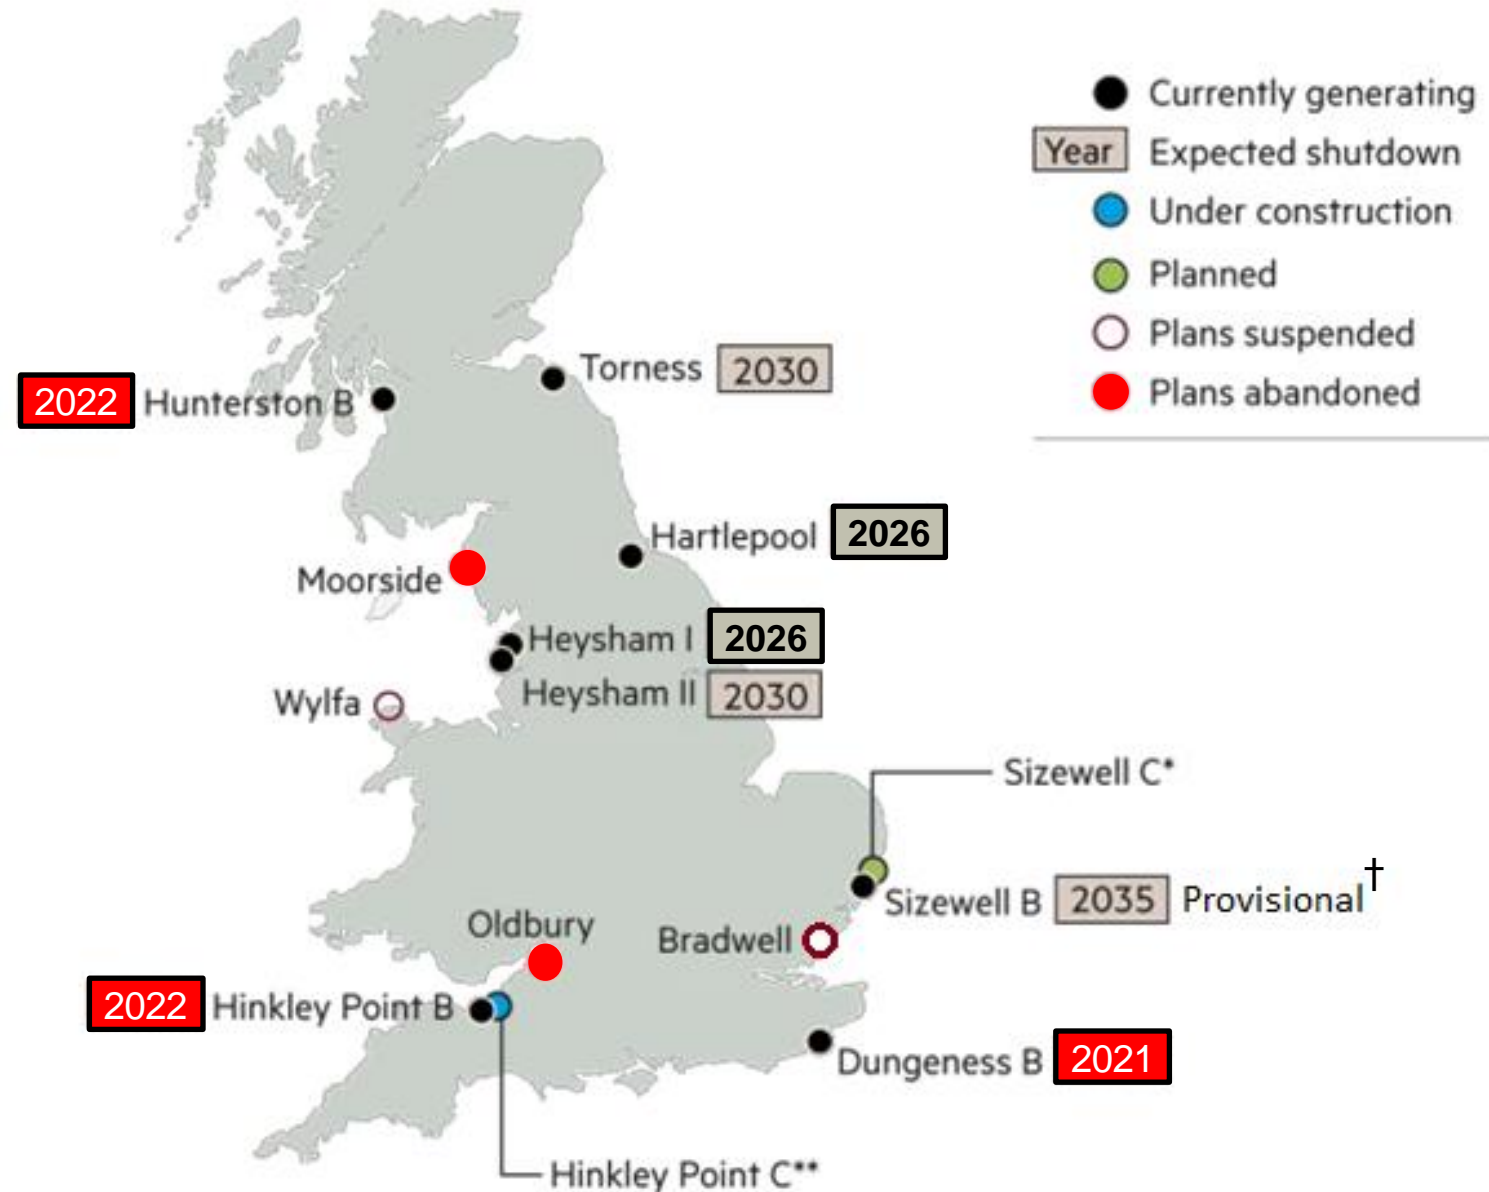 Currently generating
Year Expected shutdown
Under construction
Planned
Plans suspended
Plans abandoned
Torness 2030
2022 Hunterston B
Hartlepool 2026
Moorside
Heysham I 2026
Heysham II 2030
Wylfa
Sizewell C*
Sizewell B 2035 Provisional†
Oldbury
Bradwell
2022 Hinkley Point B
Dungeness B 2021
Hinkley Point C**